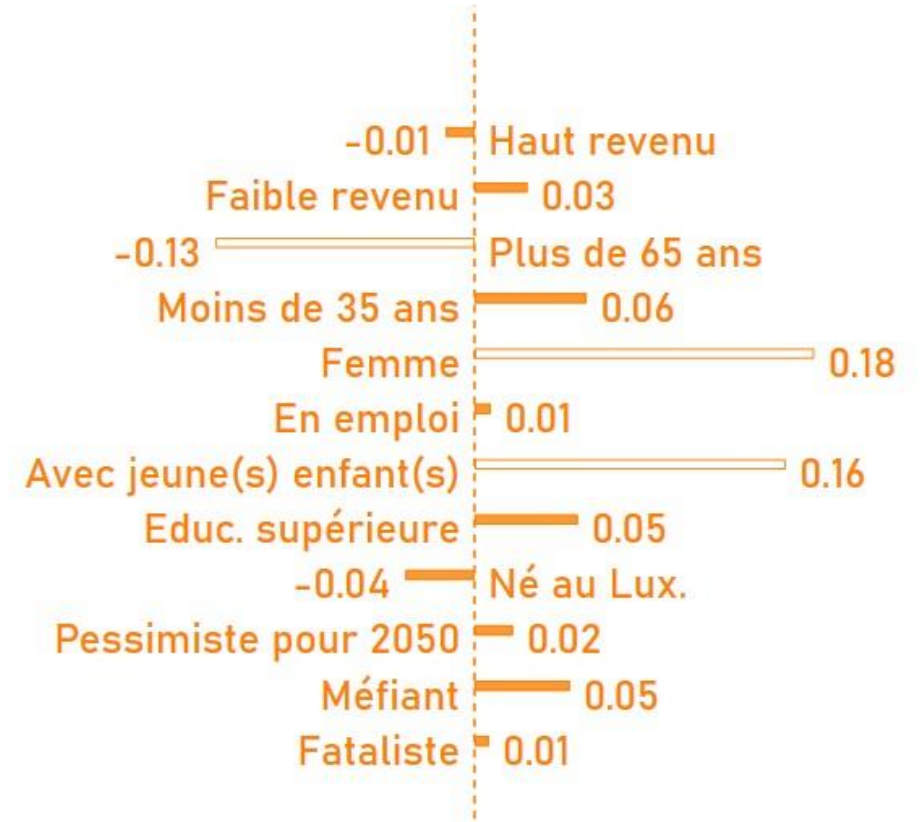 -0.01 Haut revenu
Faible revenu 0.03
-0.13 Plus de 65 ans
Moins de 35 ans 0.06
Femme 0.18
En emploi 0.01
Avec jeune(s) enfant(s) 0.16
Educ. supérieure 0.05
-0.04 Né au Lux.
Pessimiste pour 2050 0.02
Méfiant 0.05
Fataliste 0.01